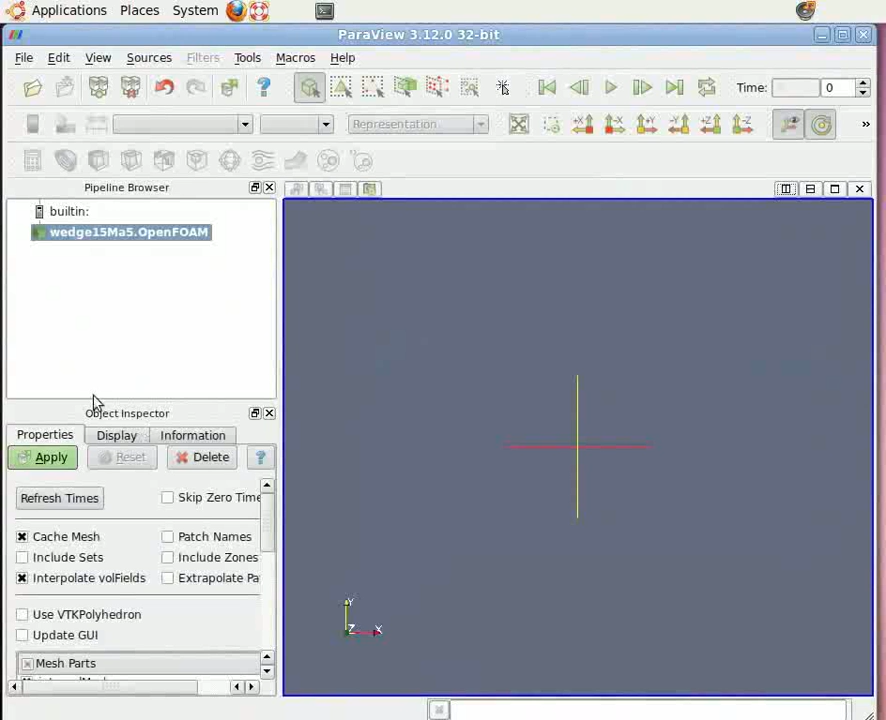 Applications Places System
ParaView 3.12.0 32-bit
File Edit View Sources Filters Tools Macros Help
Time: 0
Representation
+X -X +Y -Y +Z -Z
Pipeline Browser
builtin:
wedge15Ma5.OpenFOAM
Object Inspector
Properties Display Information
Apply Reset Delete
Refresh Times Skip Zero Time
Cache Mesh Patch Names
Include Sets Include Zones
Interpolate volFields Extrapolate Pa
Use VTKPolyhedron
Update GUI
Mesh Parts
Y
Z X